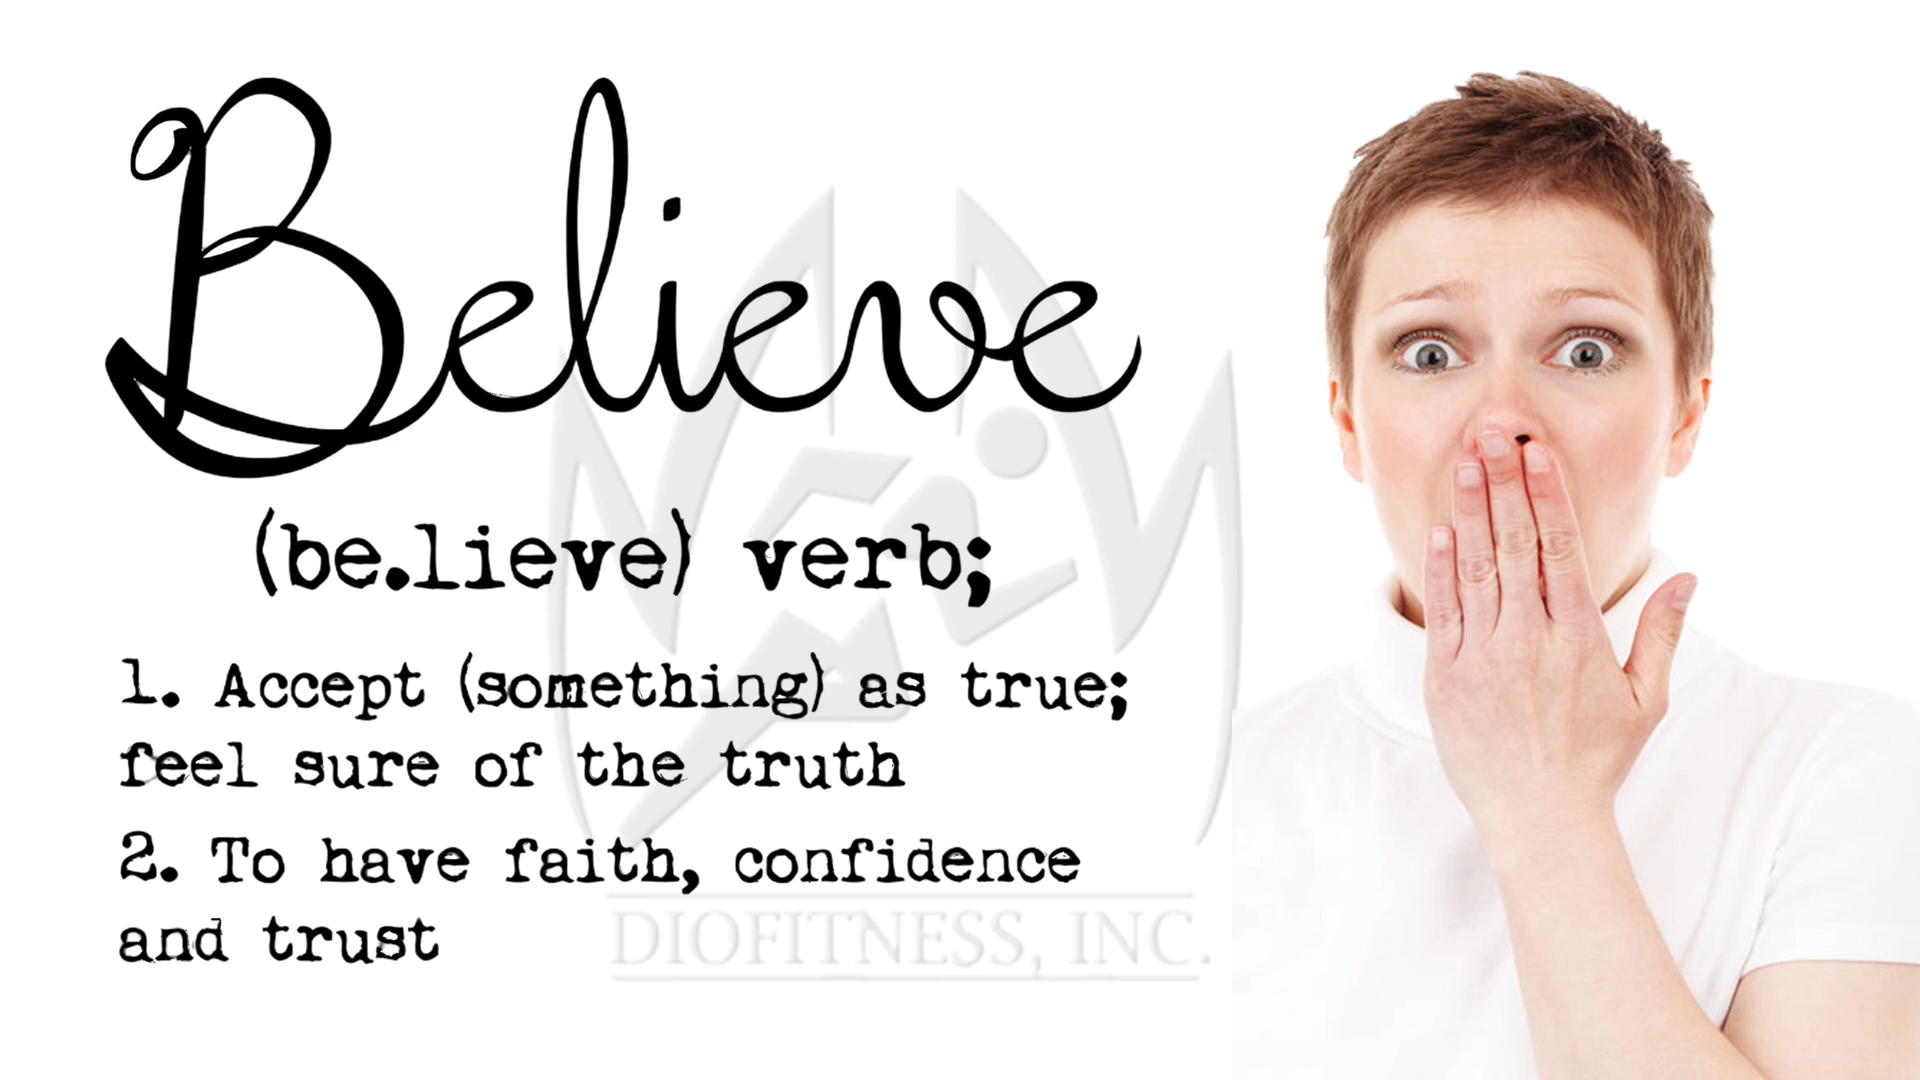 Believe
(be.lieve) verb;
1. Accept (something) as true;
feel sure of the truth
2. To have faith, confidence
and trust
DIOFITNESS, INC.